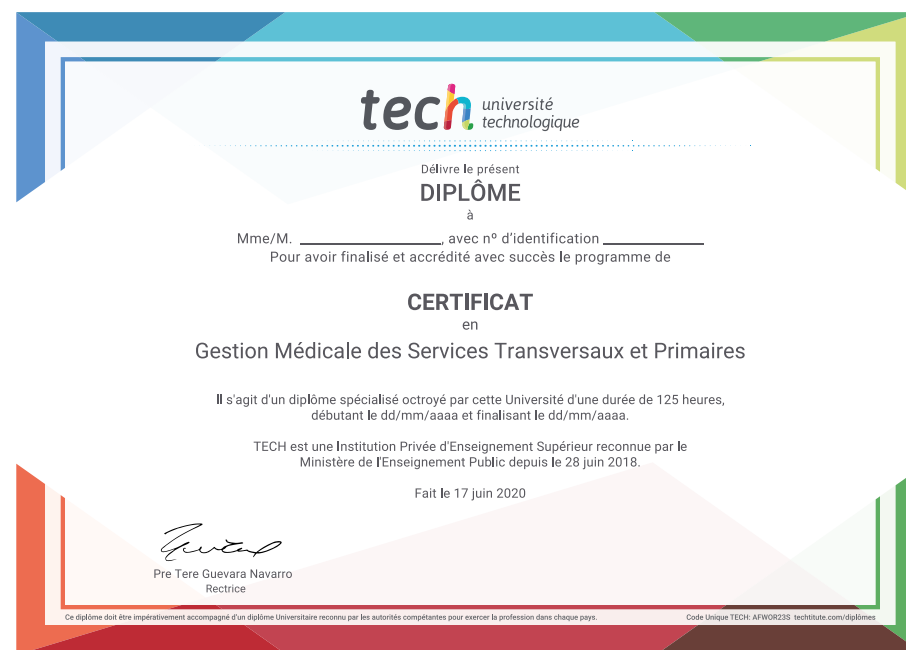 tech université
technologique
Délivre le présent
DIPLÔME
à
Mme/M. ____________________, avec nº d'identification ______________
Pour avoir finalisé et accrédité avec succès le programme de
CERTIFICAT
en
Gestion Médicale des Services Transversaux et Primaires
Il s'agit d'un diplôme spécialisé octroyé par cette Université d'une durée de 125 heures,
débutant le dd/mm/aaaa et finalisant le dd/mm/aaaa.
TECH est une Institution Privée d'Enseignement Supérieur reconnue par le
Ministère de l'Enseignement Public depuis le 28 juin 2018.
Fait le 17 juin 2020
Pre Tere Guevara Navarro
Rectrice
Ce diplôme doit être impérativement accompagné d'un diplôme Universitaire reconnu par les autorités compétantes pour exercer la profession dans chaque pays.
Code Unique TECH: AFWOR23S techtitute.com/diplômes